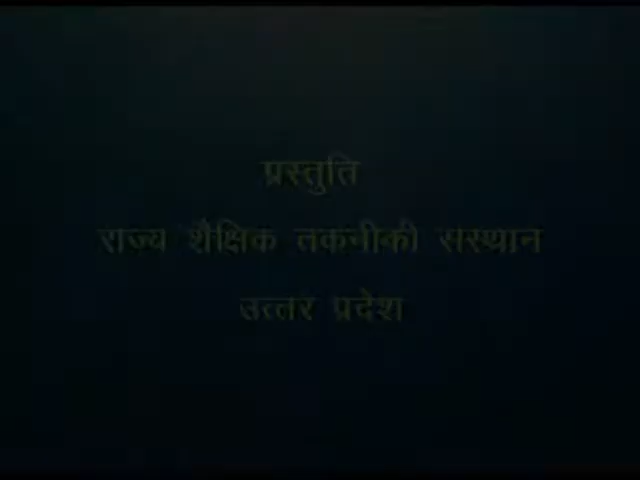 प्रस्तुति
राज्य शैक्षिक तकनीकी संस्थान
उत्तर प्रदेश